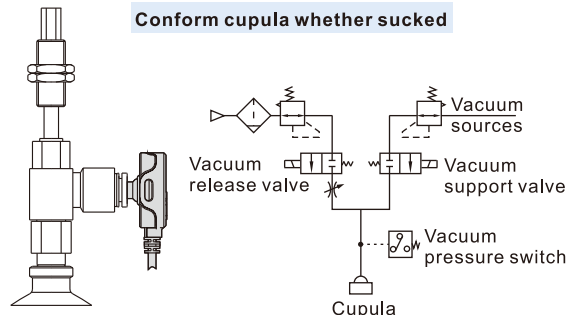 Conform cupula whether sucked
Vacuum
sources
Vacuum
release valve
Vacuum
support valve
Vacuum
pressure switch
Cupula